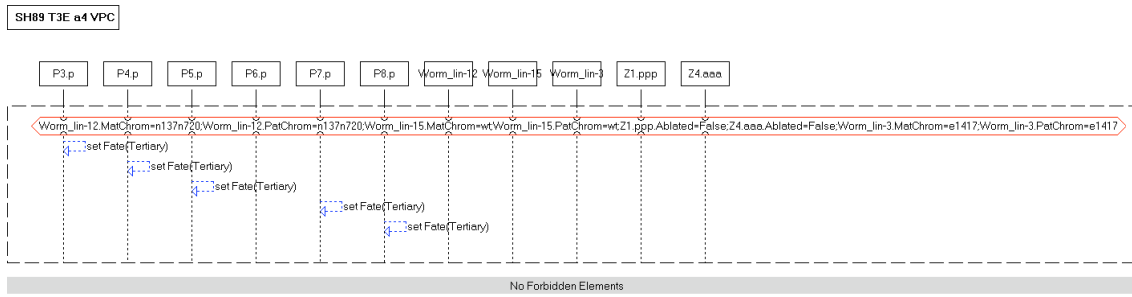 SH89 T3E a4 VPC
P3.p P4.p P5.p P6.p P7.p P8.p Worm_lin-12 Worm_lin-15 Worm_lin-3 Z1.ppp Z4.aaa
Worm_lin-12.MatChrom=n137n720;Worm_lin-12.PatChrom=n137n720;Worm_lin-15.MatChrom=wt;Worm_lin-15.PatChrom=wt;Z1.ppp.Ablated=False;Z4.aaa.Ablated=False;Worm_lin-3.MatChrom=e1417;Worm_lin-3.PatChrom=e1417
set Fate(Tertiary)
set Fate(Tertiary)
set Fate(Tertiary)
set Fate(Tertiary)
set Fate(Tertiary)
No Forbidden Elements